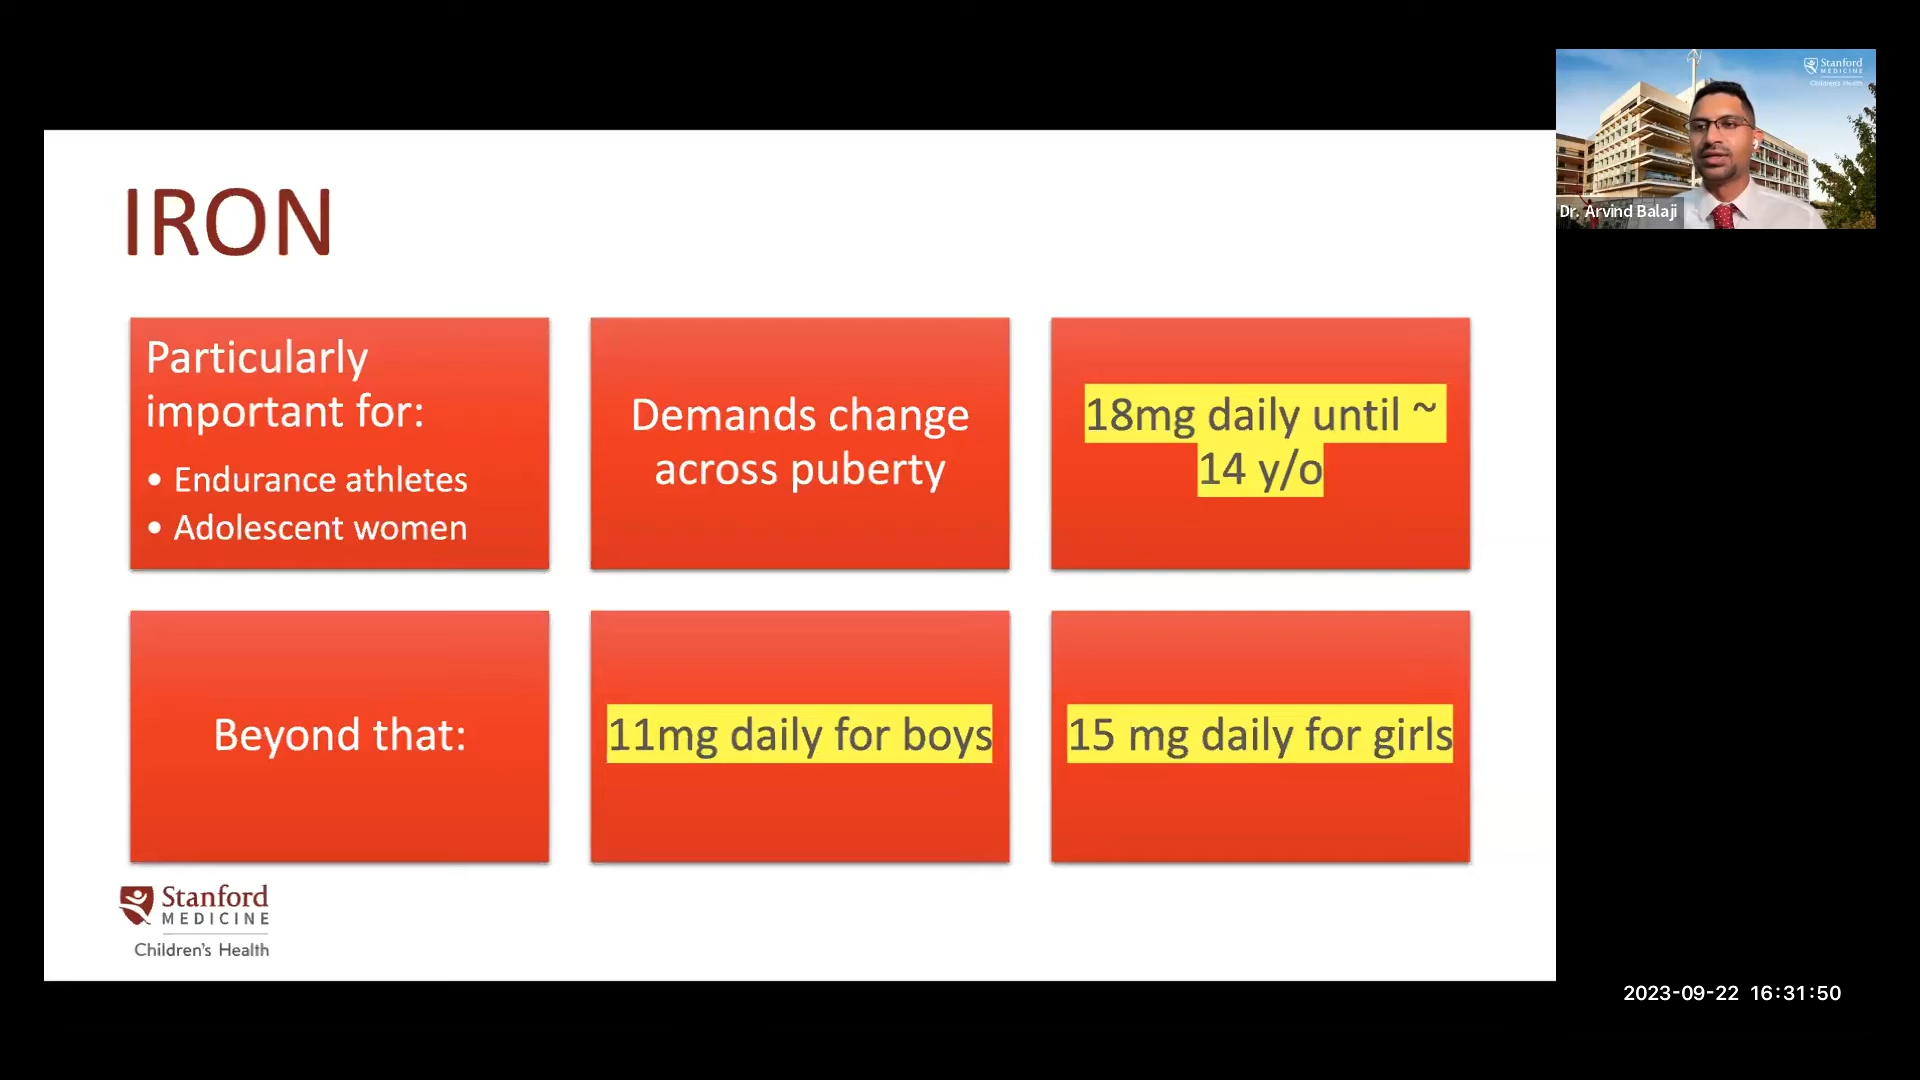 IRON
Particularly
important for:
• Endurance athletes
• Adolescent women
Demands change
across puberty
18mg daily until ~
14 y/o
Beyond that:
11mg daily for boys
15 mg daily for girls
Stanford
MEDICINE
Children's Health
Stanford
MEDICINE
Children's Health
Dr. Arvind Balaji
2023-09-22 16:31:50